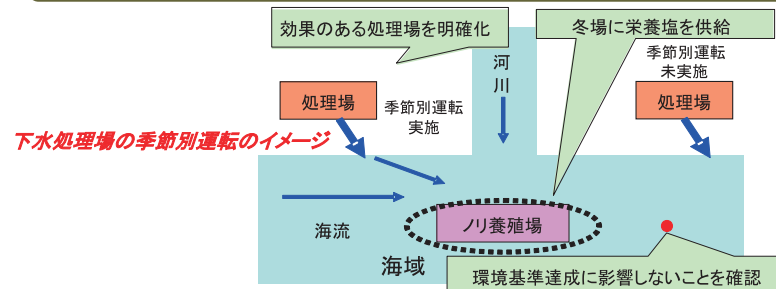 効果のある処理場を明確化
冬場に栄養塩を供給
河川
季節別運転
未実施
処理場
季節別運転
実施
処理場
下水処理場の季節別運転のイメージ
海流
ノリ養殖場
海域
環境基準達成に影響しないことを確認